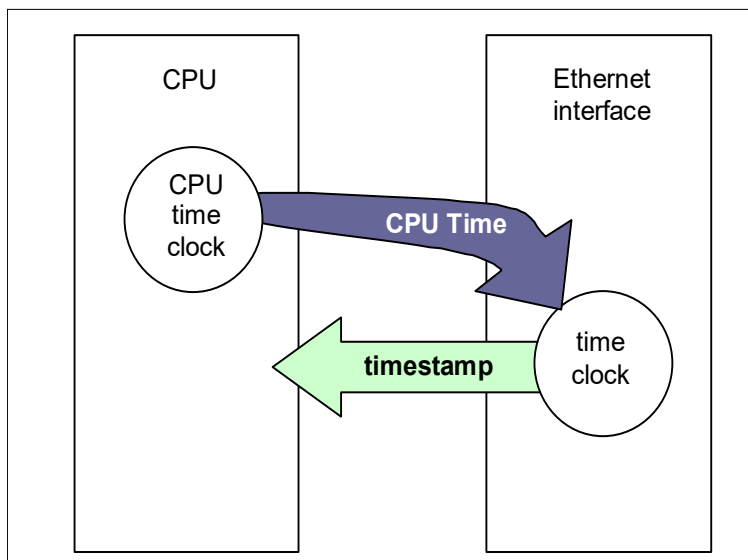 CPU
Ethernet
interface
CPU
time
clock
CPU Time
time
clock
timestamp